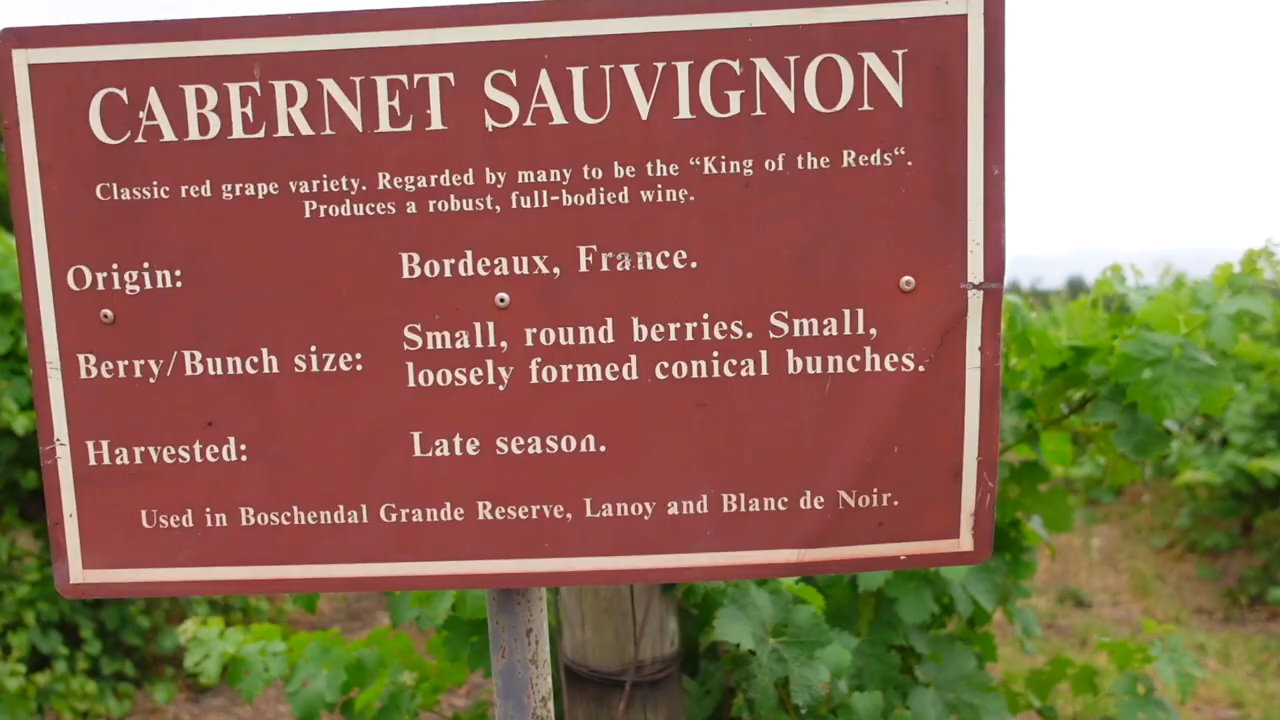 CABERNET SAUVIGNON
Classic red grape variety. Regarded by many to be the “King of the Reds“.
Produces a robust, full-bodied wine.
Origin: Bordeaux, France.
Berry/Bunch size: Small, round berries. Small,
loosely formed conical bunches.
Harvested: Late season.
Used in Boschendal Grande Reserve, Lanoy and Blanc de Noir.